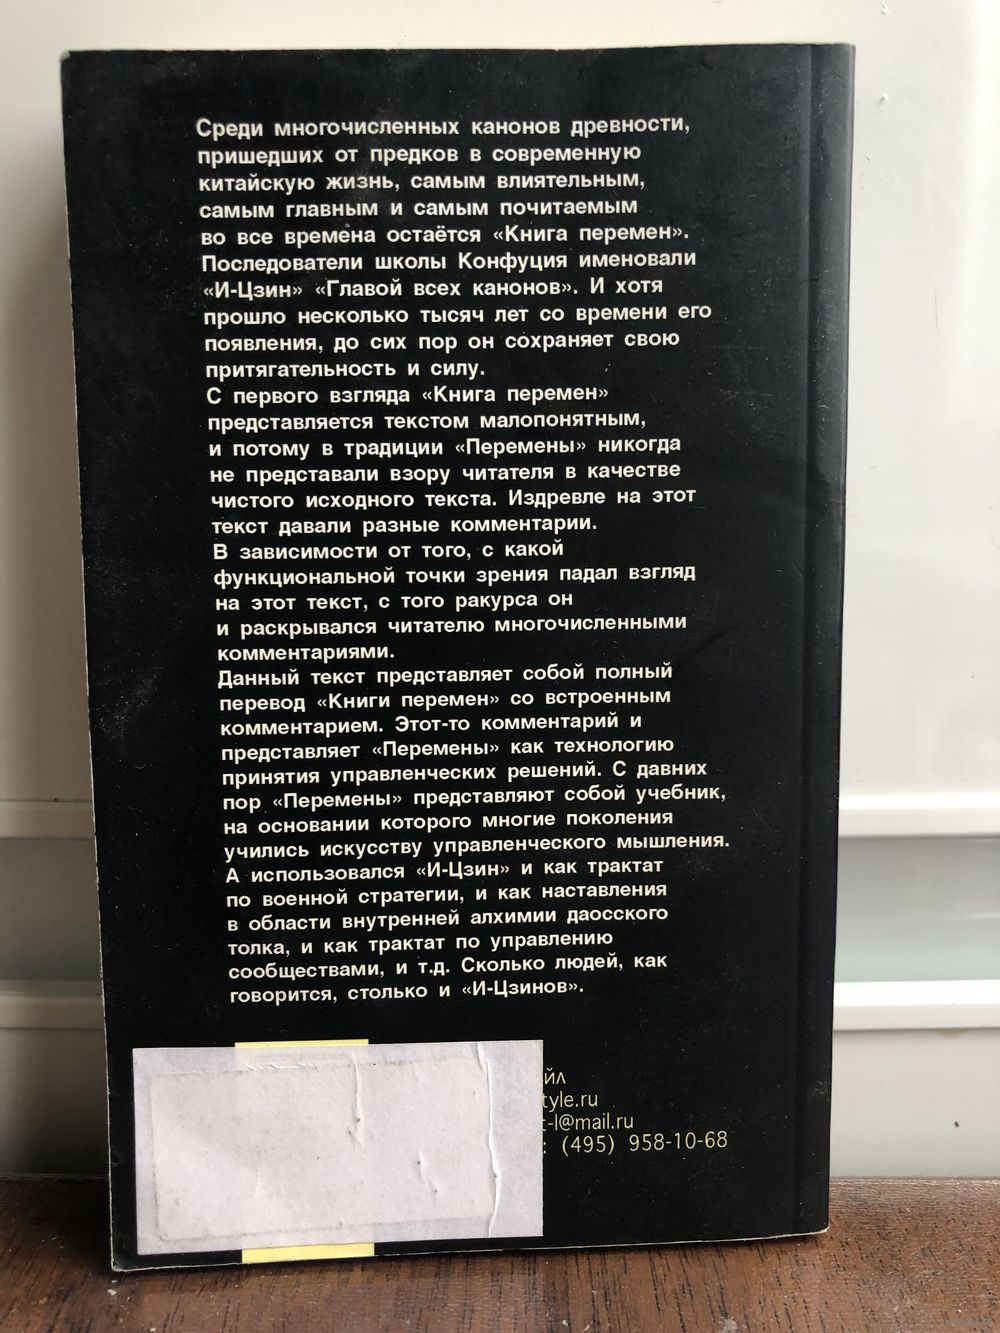 Среди многочисленных канонов древности,
пришедших от предков в современную
китайскую жизнь, самым влиятельным,
самым главным и самым почитаемым
во все времена остаётся «Книга перемен».
Последователи школы Конфуция именовали
«И-Цзин» «Главой всех канонов». И хотя
прошло несколько тысяч лет со времени его
появления, до сих пор он сохраняет свою
притягательность и силу.
С первого взгляда «Книга перемен»
представляется текстом малопонятным,
и потому в традиции «Перемены» никогда
не представали взору читателя в качестве
чистого исходного текста. Издревле на этот
текст давали разные комментарии.
В зависимости от того, с какой
функциональной точки зрения падал взгляд
на этот текст, с того ракурса он
и раскрывался читателю многочисленными
комментариями.
Данный текст представляет собой полный
перевод «Книги перемен» со встроенным
комментарием. Этот-то комментарий и
представляет «Перемены» как технологию
принятия управленческих решений. С давних
пор «Перемены» представляют собой учебник,
на основании которого многие поколения
учились искусству управленческого мышления.
А использовался «И-Цзин» и как трактат
по военной стратегии, и как наставления
в области внутренней алхимии даосского
толка, и как трактат по управлению
сообществами, и т.д. Сколько людей, как
говорится, столько и «И-Цзинов».
йл
tyle.ru
t-l@mail.ru
: (495) 958-10-68